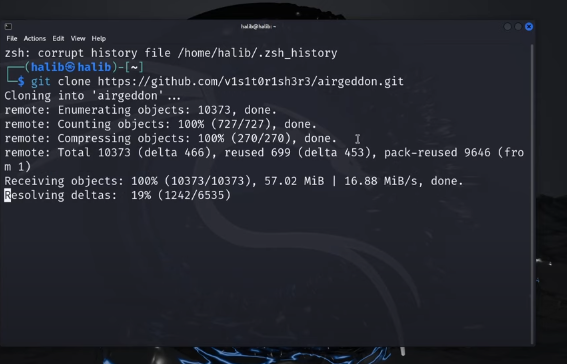 halib@halib: ~
File Actions Edit View Help
zsh: corrupt history file /home/halib/.zsh_history
(halib㉿halib)-[~]
$ git clone https://github.com/v1s1t0r1sh3r3/airgeddon.git
Cloning into 'airgeddon'...
remote: Enumerating objects: 10373, done.
remote: Counting objects: 100% (727/727), done.
remote: Compressing objects: 100% (270/270), done.
remote: Total 10373 (delta 466), reused 699 (delta 453), pack-reused 9646 (fro
m 1)
Receiving objects: 100% (10373/10373), 57.02 MiB | 16.88 MiB/s, done.
Resolving deltas: 19% (1242/6535)